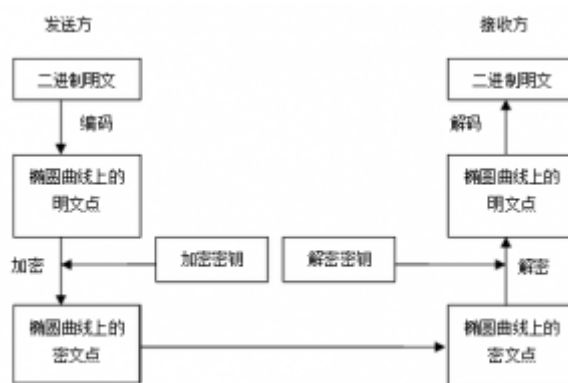 发送方
接收方
二进制明文
二进制明文
编码
解码
椭圆曲线上的
明文点
椭圆曲线上的
明文点
加密
加密密钥
解密密钥
解密
椭圆曲线上的
密文点
椭圆曲线上的
密文点